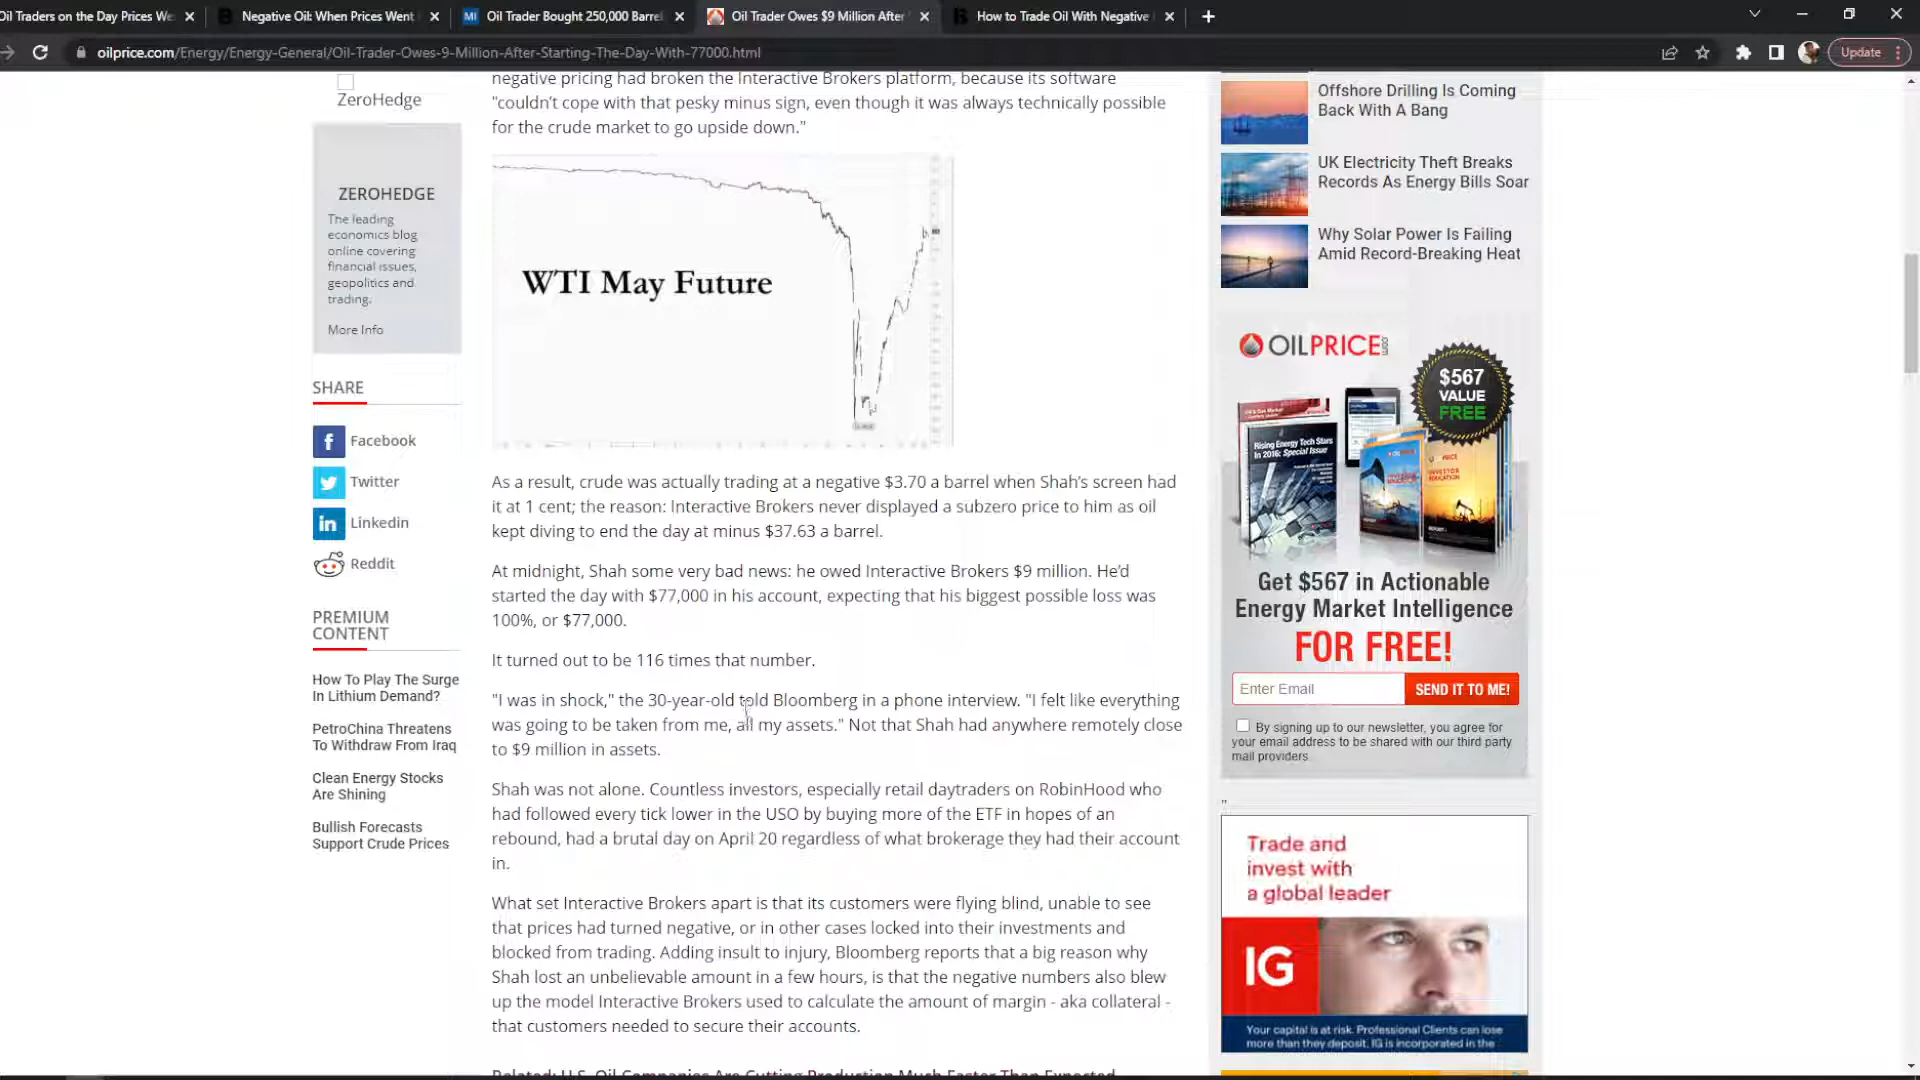 Oil Traders on the Day Prices We
Negative Oil: When Prices Went
Oil Trader Bought 250,000 Barrel
Oil Trader Owes $9 Million After
How to Trade Oil With Negative
oilprice.com/Energy/Energy-General/Oil-Trader-Owes-9-Million-After-Starting-The-Day-With-77000.html
Update
ZeroHedge
ZEROHEDGE
The leading
economics blog
online covering
financial issues,
geopolitics and
trading.
More Info
SHARE
Facebook
Twitter
Linkedin
Reddit
PREMIUM
CONTENT
How To Play The Surge
In Lithium Demand?
PetroChina Threatens
To Withdraw From Iraq
Clean Energy Stocks
Are Shining
Bullish Forecasts
Support Crude Prices
negative pricing had broken the Interactive Brokers platform, because its software
"couldn't cope with that pesky minus sign, even though it was always technically possible
for the crude market to go upside down."
WTI May Future
As a result, crude was actually trading at a negative $3.70 a barrel when Shah's screen had
it at 1 cent; the reason: Interactive Brokers never displayed a subzero price to him as oil
kept diving to end the day at minus $37.63 a barrel.
At midnight, Shah some very bad news: he owed Interactive Brokers $9 million. He'd
started the day with $77,000 in his account, expecting that his biggest possible loss was
100%, or $77,000.
It turned out to be 116 times that number.
"I was in shock," the 30-year-old told Bloomberg in a phone interview. "I felt like everything
was going to be taken from me, all my assets." Not that Shah had anywhere remotely close
to $9 million in assets.
Shah was not alone. Countless investors, especially retail daytraders on RobinHood who
had followed every tick lower in the USO by buying more of the ETF in hopes of an
rebound, had a brutal day on April 20 regardless of what brokerage they had their account
in.
What set Interactive Brokers apart is that its customers were flying blind, unable to see
that prices had turned negative, or in other cases locked into their investments and
blocked from trading. Adding insult to injury, Bloomberg reports that a big reason why
Shah lost an unbelievable amount in a few hours, is that the negative numbers also blew
up the model Interactive Brokers used to calculate the amount of margin - aka collateral -
that customers needed to secure their accounts.
Related: U.S. Oil Companies Are Cutting Production Much Faster Than Expected
Offshore Drilling Is Coming
Back With A Bang
UK Electricity Theft Breaks
Records As Energy Bills Soar
Why Solar Power Is Failing
Amid Record-Breaking Heat
OILPRICE
$567
VALUE
FREE
Rising Energy Tech Stars
In 2016: Special Issue
Get $567 in Actionable
Energy Market Intelligence
FOR FREE!
Enter Email
SEND IT TO ME!
By signing up to our newsletter, you agree for
your email address to be shared with our third party
mail providers
"
Trade and
invest with
a global leader
IG
Your capital is at risk. Professional Clients can lose
more than they deposit. IG is incorporated in the